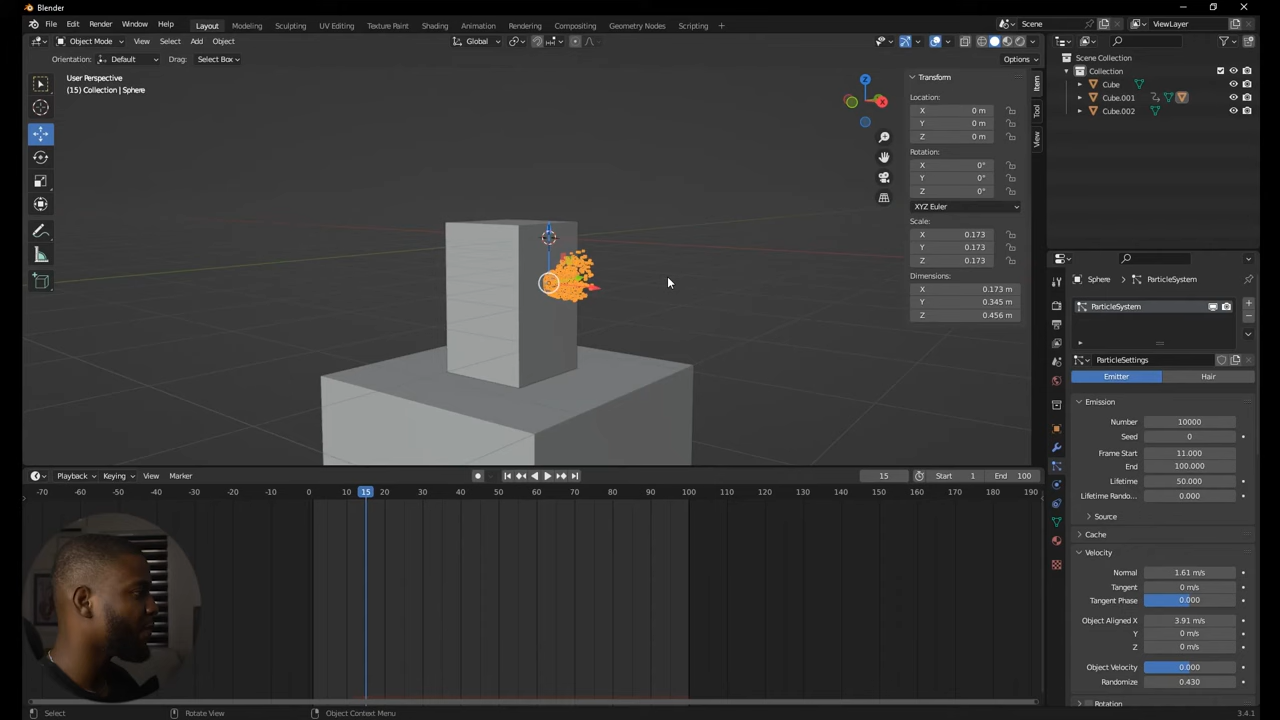 Blender
File Edit Render Window Help Layout Modeling Sculpting UV Editing Texture Paint Shading Animation Rendering Compositing Geometry Nodes Scripting + Scene ViewLayer
Object Mode View Select Add Object Global
Orientation: Default Drag: Select Box Options
User Perspective
(15) Collection | Sphere
Z
X
Transform
Location:
X 0 m
Y 0 m
Z 0 m
Rotation:
X 0°
Y 0°
Z 0°
XYZ Euler
Scale:
X 0.173
Y 0.173
Z 0.173
Dimensions:
X 0.173 m
Y 0.345 m
Z 0.456 m
Item
Tool
View
Scene Collection
Collection
Cube
Cube.001
Cube.002
Sphere ParticleSystem
ParticleSystem
ParticleSettings
Emitter Hair
Emission
Number 10000
Seed 0
Frame Start 11.000
End 100.000
Lifetime 50.000
Lifetime Rando... 0.000
Source
Cache
Velocity
Normal 1.61 m/s
Tangent 0 m/s
Tangent Phase 0.000
Object Aligned X 3.91 m/s
Y 0 m/s
Z 0 m/s
Object Velocity 0.000
Randomize 0.430
Rotation
Playback Keying View Marker 15 Start 1 End 100
-70 -60 -50 -40 -30 -20 -10 0 10 15 20 30 40 50 60 70 80 90 100 110 120 130 140 150 160 170 180 190
Select Rotate View Object Context Menu 3.4.1